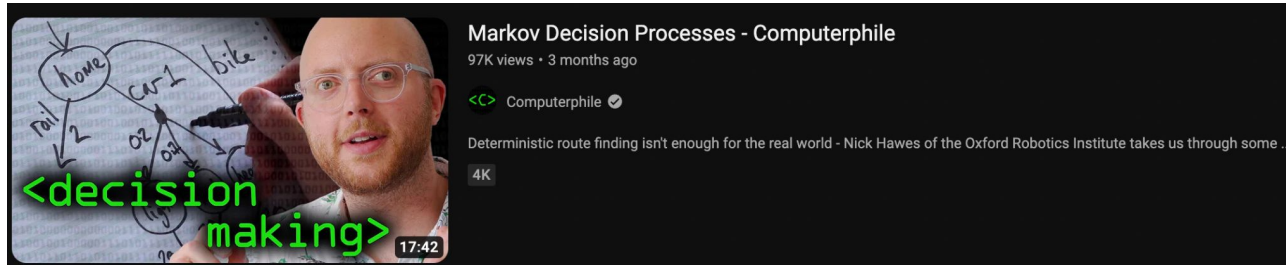 home
car 1
bike
rail
2
0.2
0.7
<decision
making>
17:42
Markov Decision Processes - Computerphile
97K views • 3 months ago
<C> Computerphile
Deterministic route finding isn't enough for the real world - Nick Hawes of the Oxford Robotics Institute takes us through some ...
4K